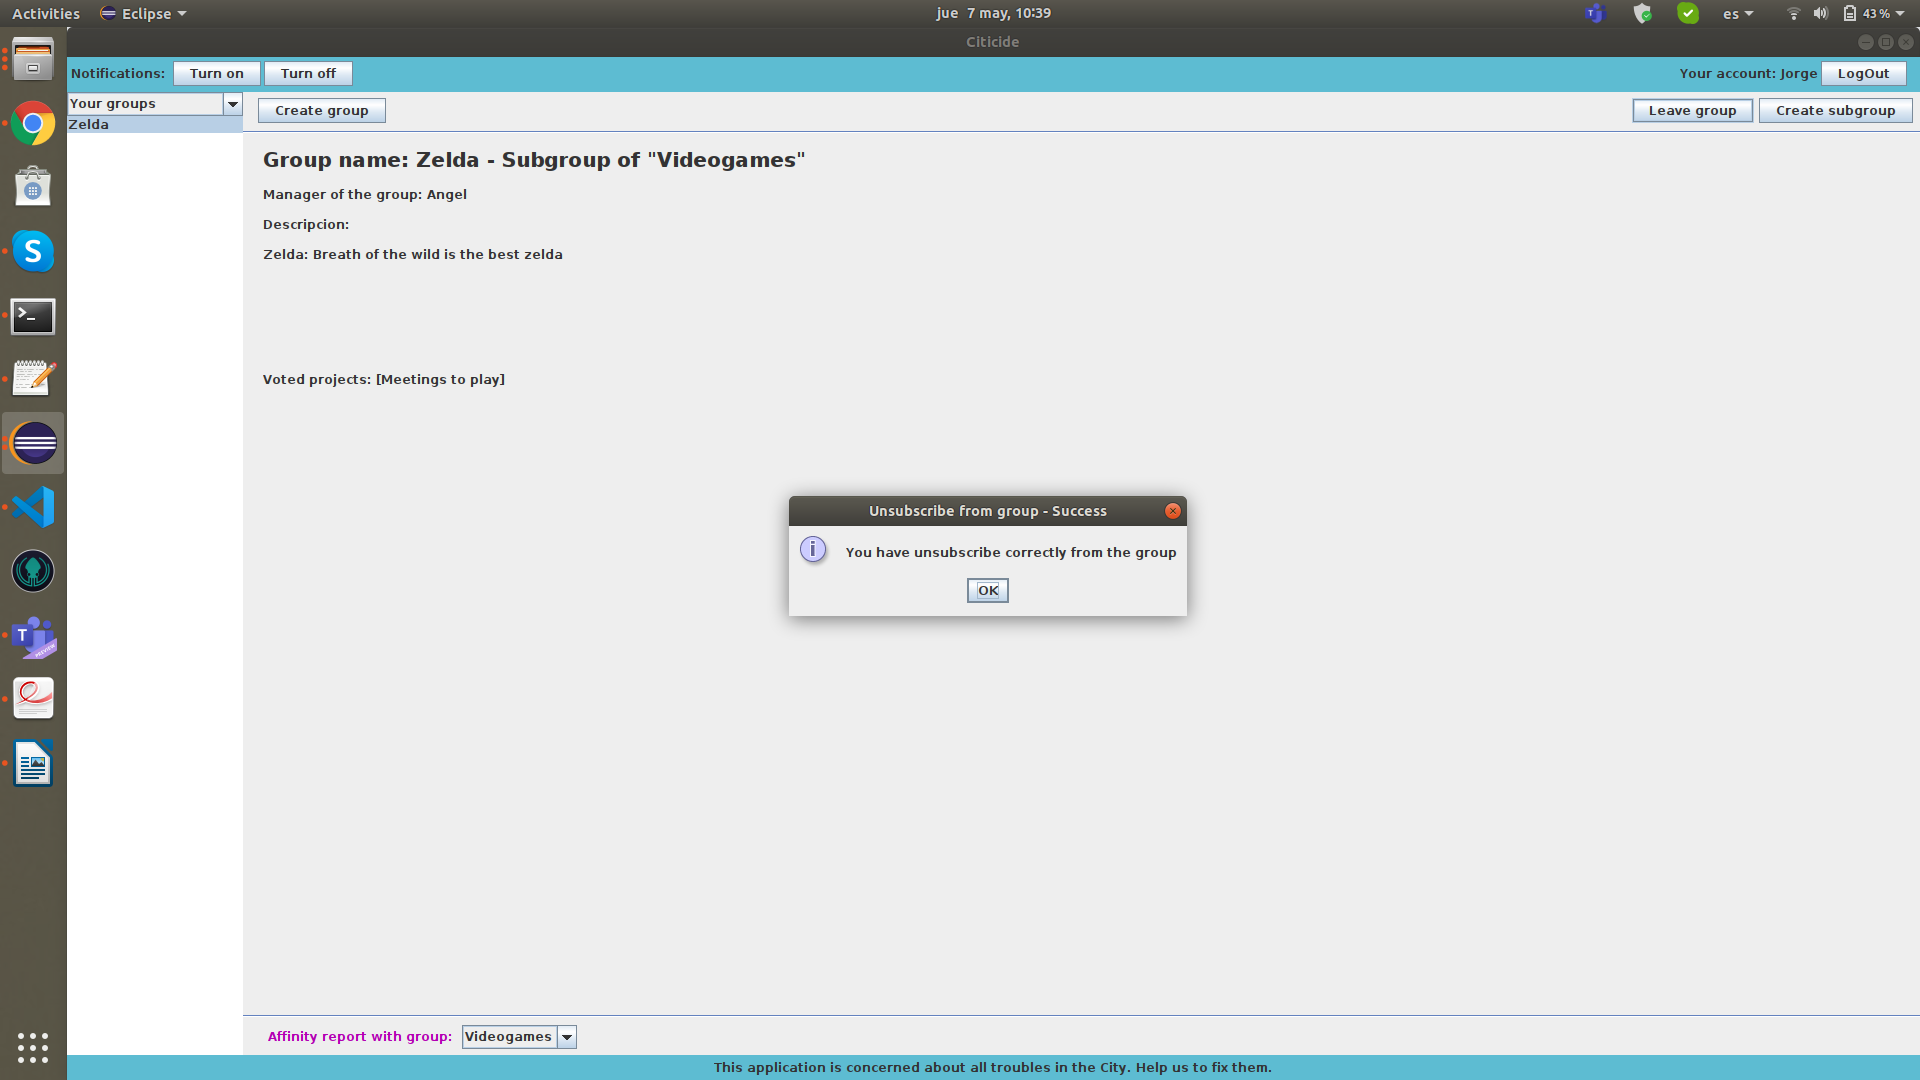 Activities Eclipse jue 7 may, 10:39 es 43 %
Citicide
Notifications: Turn on Turn off Your account: Jorge LogOut
Your groups Create group Leave group Create subgroup
Zelda
Group name: Zelda - Subgroup of "Videogames"
Manager of the group: Angel
Descripcion:
Zelda: Breath of the wild is the best zelda
Voted projects: [Meetings to play]
Unsubscribe from group - Success
You have unsubscribe correctly from the group
OK
Affinity report with group: Videogames
This application is concerned about all troubles in the City. Help us to fix them.